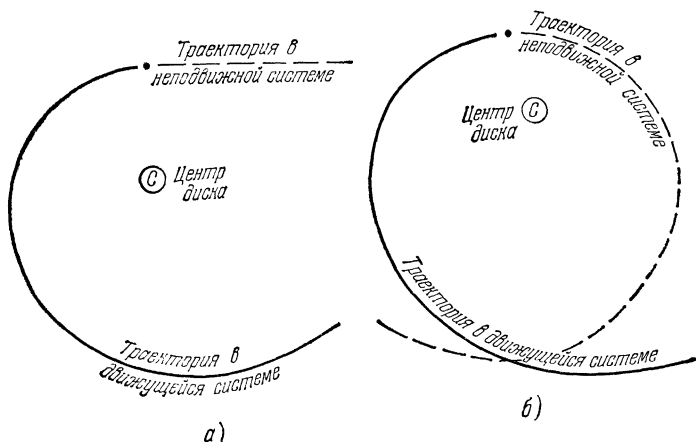 Траектория в
неподвижной системе
С
Центр
диска
Траектория в
движущейся системе
а)
Траектория в
неподвижной системе
Центр
диска
С
Траектория в движущейся системе
б)